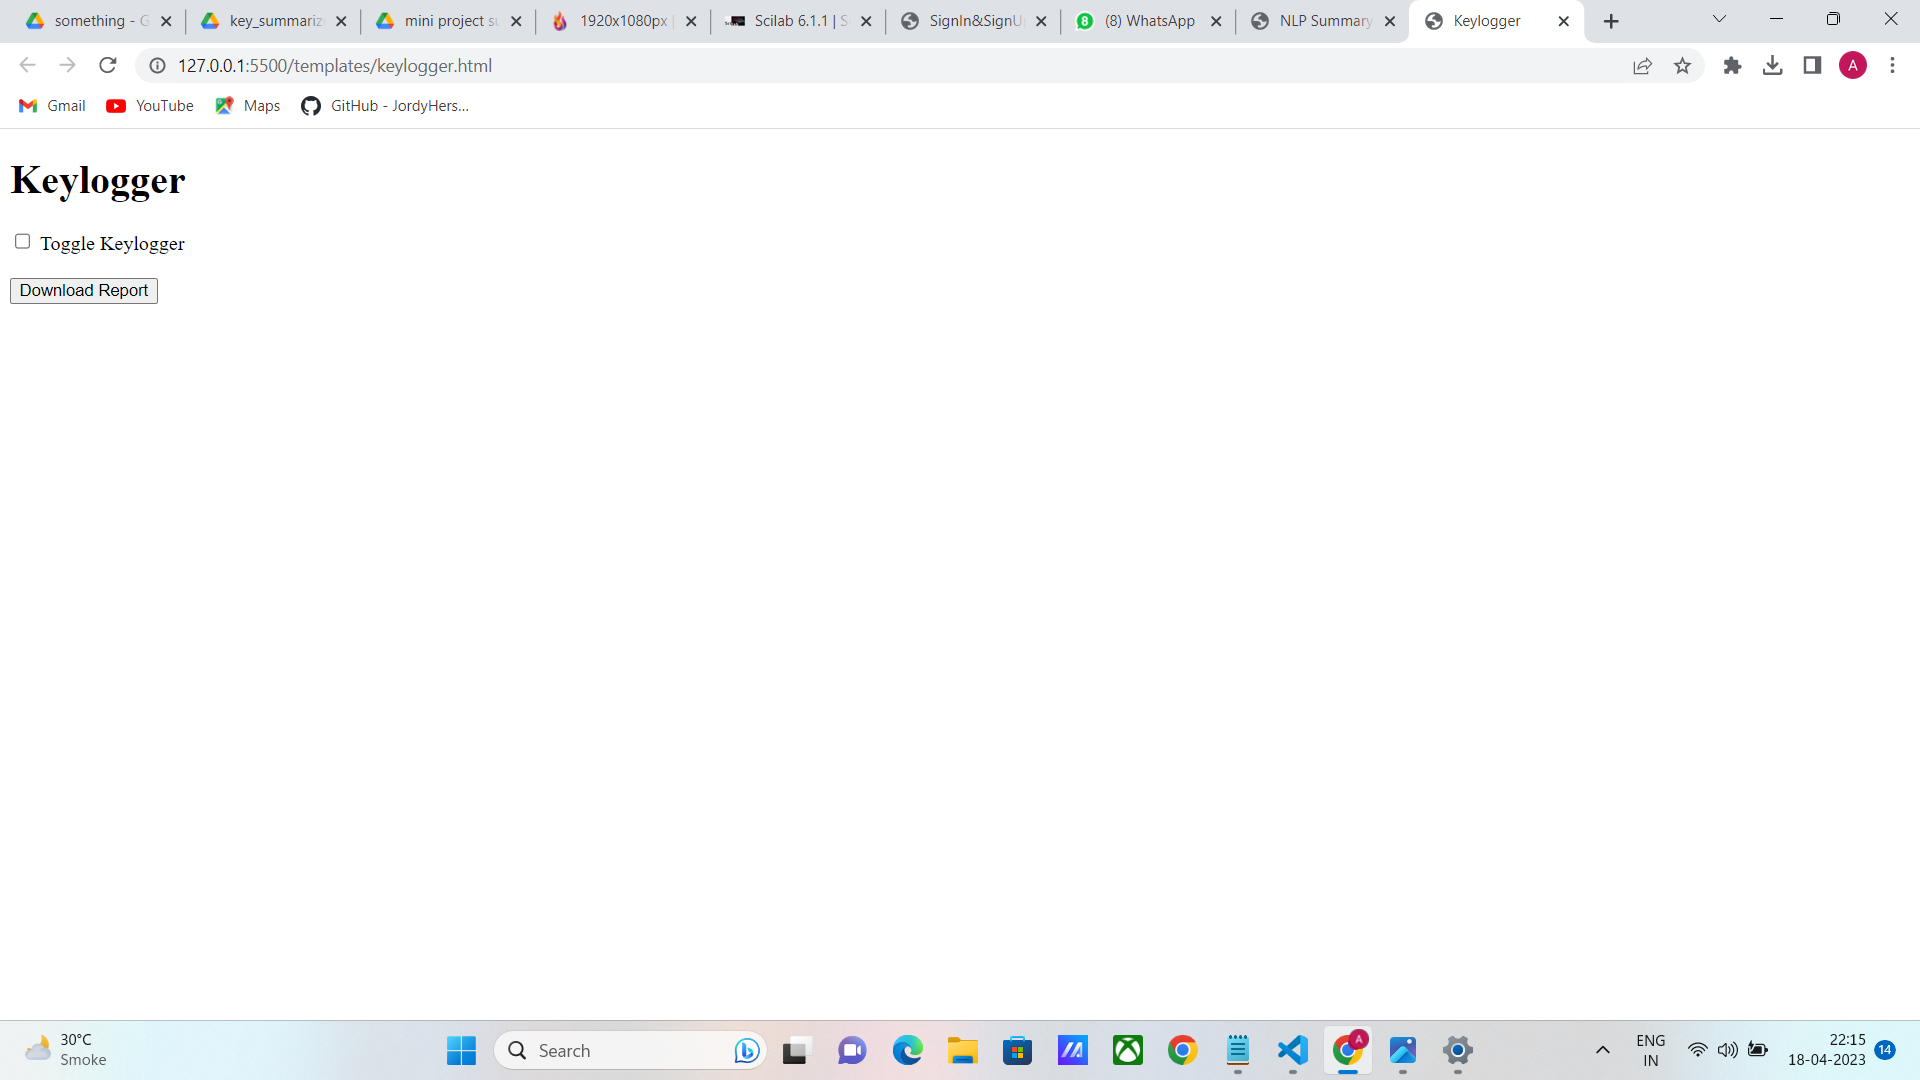 something - G
key_summariz
mini project su
1920x1080px |
Scilab 6.1.1 | S
SignIn&SignU
(8) WhatsApp
NLP Summary
Keylogger
127.0.0.1:5500/templates/keylogger.html
A
Gmail
YouTube
Maps
GitHub - JordyHers...
Keylogger
Toggle Keylogger
Download Report
30°C
Smoke
Search
A
ENG
IN
22:15
18-04-2023
14